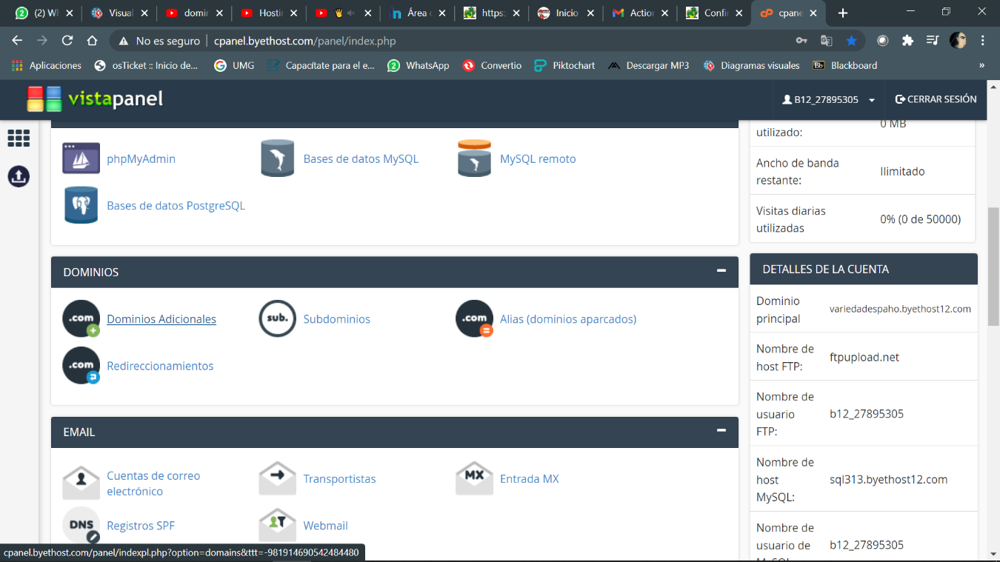 (2) W
Visual
domir
Hostir
Área c
https:
Inicio
Actior
Confir
cpane
No es seguro
cpanel.byethost.com/panel/index.php
Aplicaciones
osTicket :: Inicio de...
UMG
Capacítate para el e...
WhatsApp
Convertio
Piktochart
Descargar MP3
Diagramas visuales
Bb
Blackboard
»
vistapanel
B12_27895305
CERRAR SESIÓN
phpMyAdmin
Bases de datos MySQL
MySQL remoto
Bases de datos PostgreSQL
DOMINIOS
.com
Dominios Adicionales
sub.
Subdominios
.com
Alias (dominios aparcados)
.com
Redireccionamientos
EMAIL
Cuentas de correo
electrónico
Transportistas
MX
Entrada MX
DNS
Registros SPF
Webmail
utilizado:
0 MB
Ancho de banda
restante:
Ilimitado
Visitas diarias
utilizadas
0% (0 de 50000)
DETALLES DE LA CUENTA
Dominio
principal
variedadespaho.byethost12.com
Nombre de
host FTP:
ftpupload.net
Nombre de
usuario
FTP:
b12_27895305
Nombre de
host
MySQL:
sql313.byethost12.com
Nombre de
usuario de
b12_27895305
cpanel.byethost.com/panel/indexpl.php?option=domains&ttt=-981914690542484480